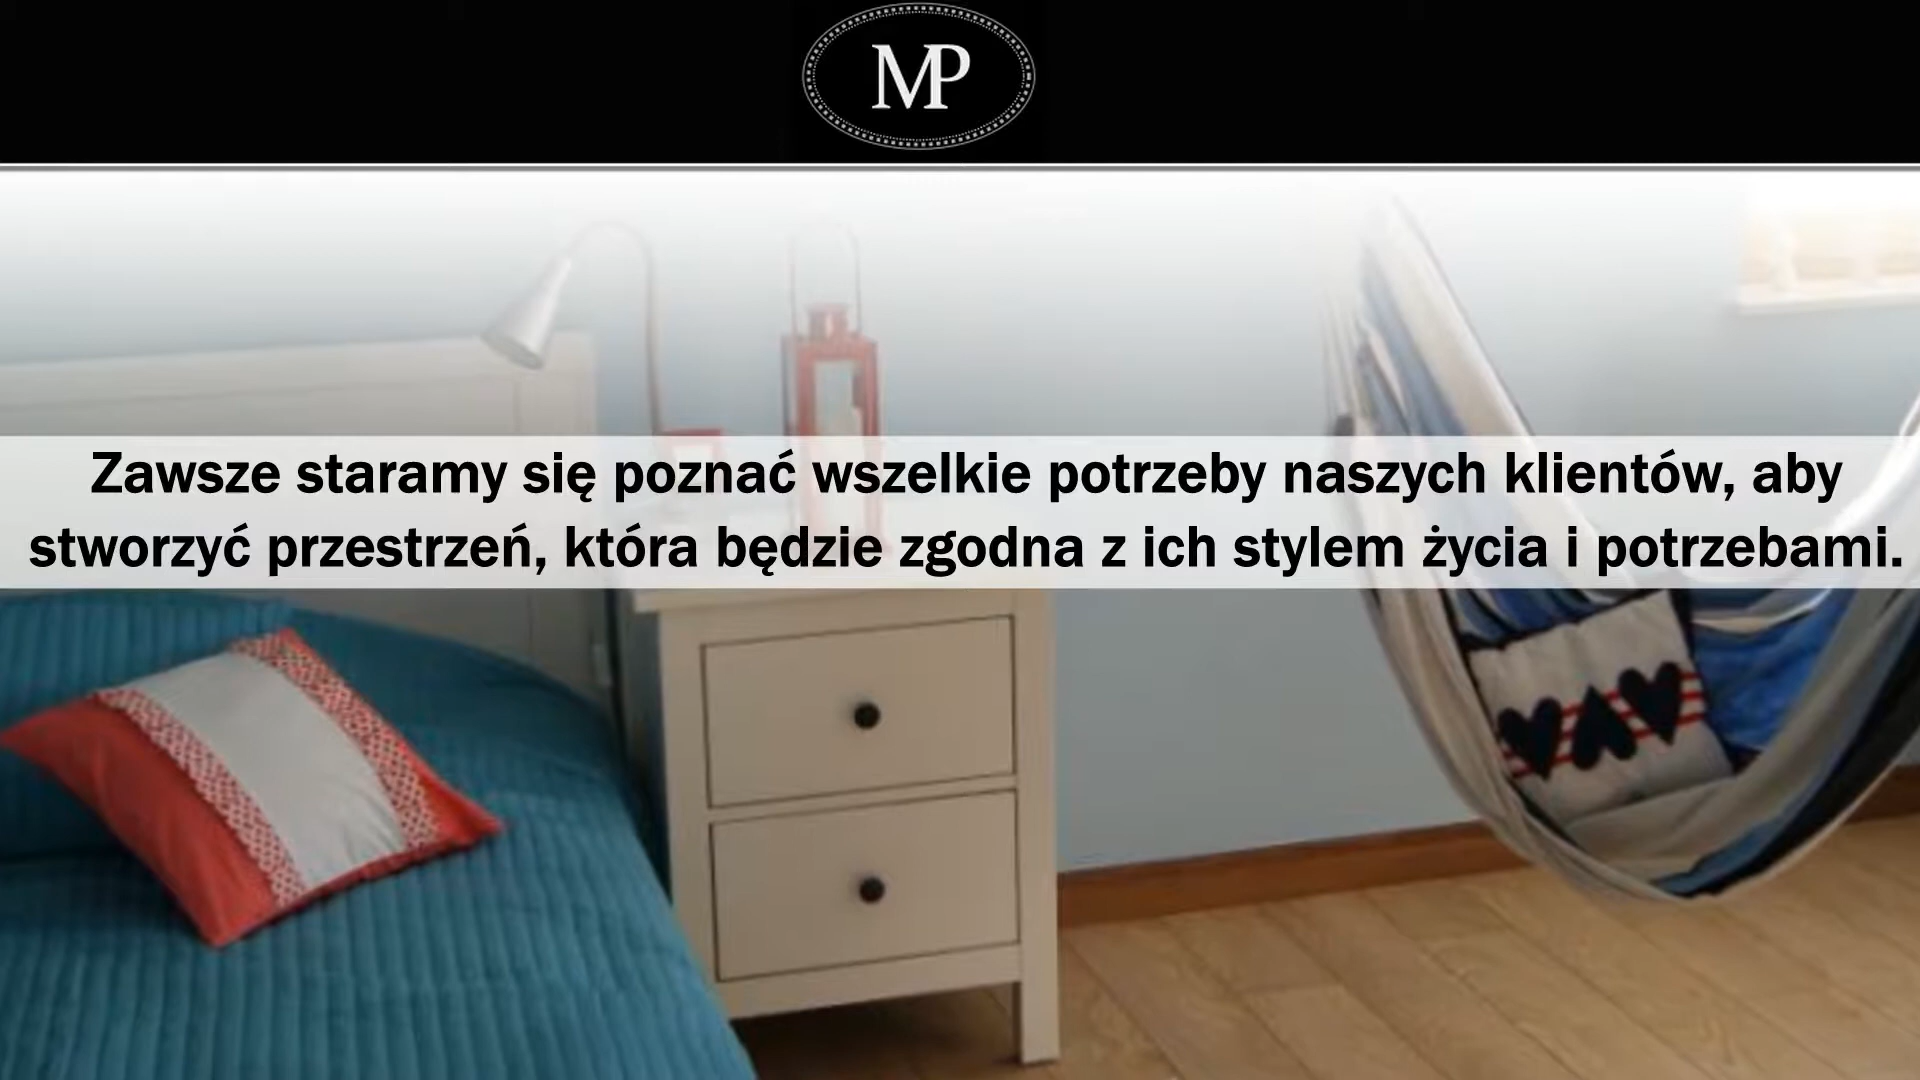 MP
Zawsze staramy się poznać wszelkie potrzeby naszych klientów, aby
stworzyć przestrzeń, która będzie zgodna z ich stylem życia i potrzebami.